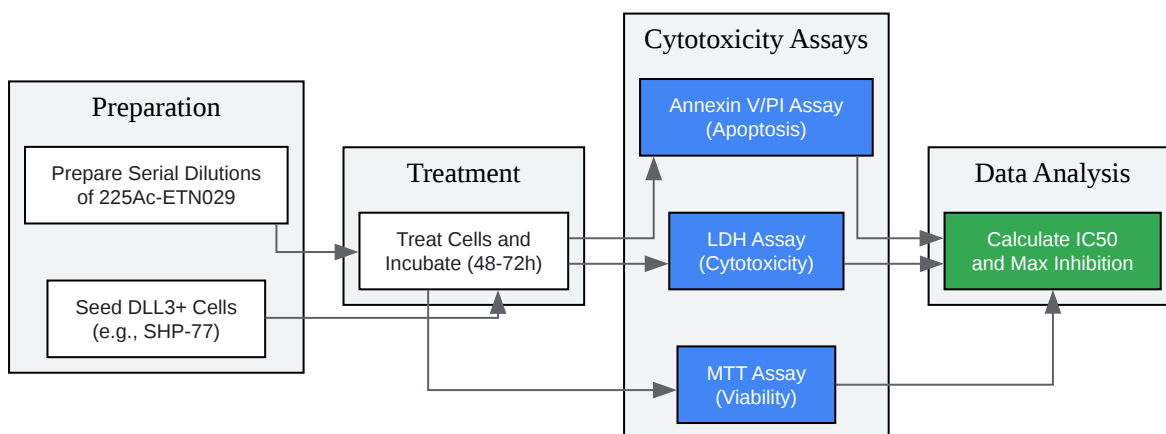 Preparation
Prepare Serial Dilutions
of 225Ac-ETN029
Seed DLL3+ Cells
(e.g., SHP-77)
Treatment
Treat Cells and
Incubate (48-72h)
Cytotoxicity Assays
Annexin V/PI Assay
(Apoptosis)
LDH Assay
(Cytotoxicity)
MTT Assay
(Viability)
Data Analysis
Calculate IC50
and Max Inhibition